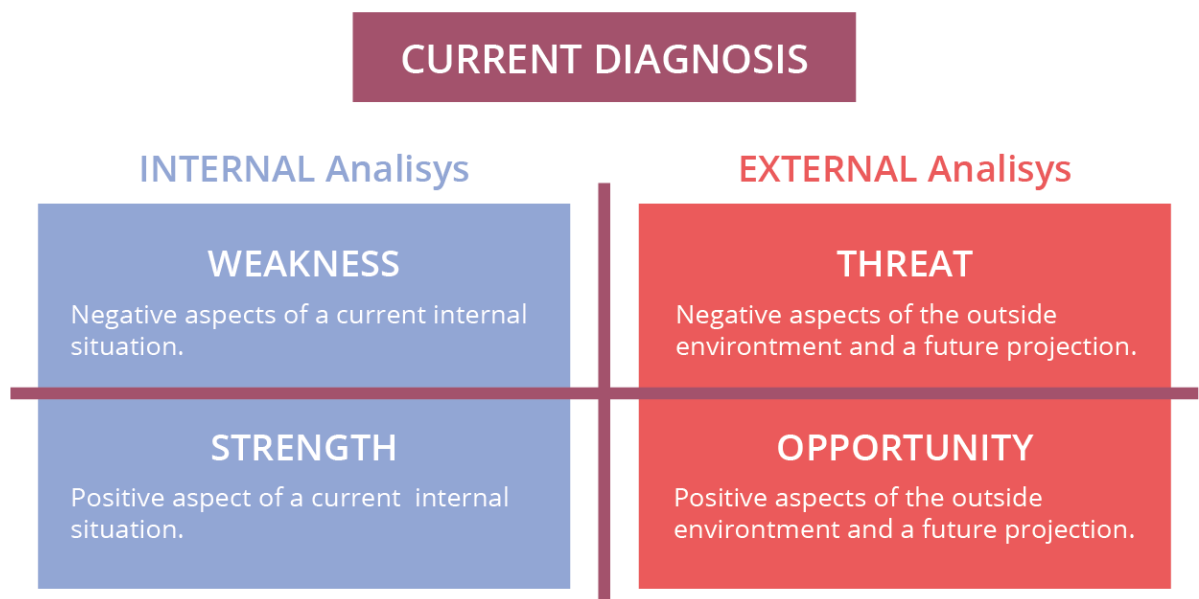 CURRENT DIAGNOSIS
INTERNAL Analisys
WEAKNESS
Negative aspects of a current internal
situation.
STRENGTH
Positive aspect of a current internal
situation.
EXTERNAL Analisys
THREAT
Negative aspects of the outside
environtment and a future projection.
OPPORTUNITY
Positive aspects of the outside
environtment and a future projection.